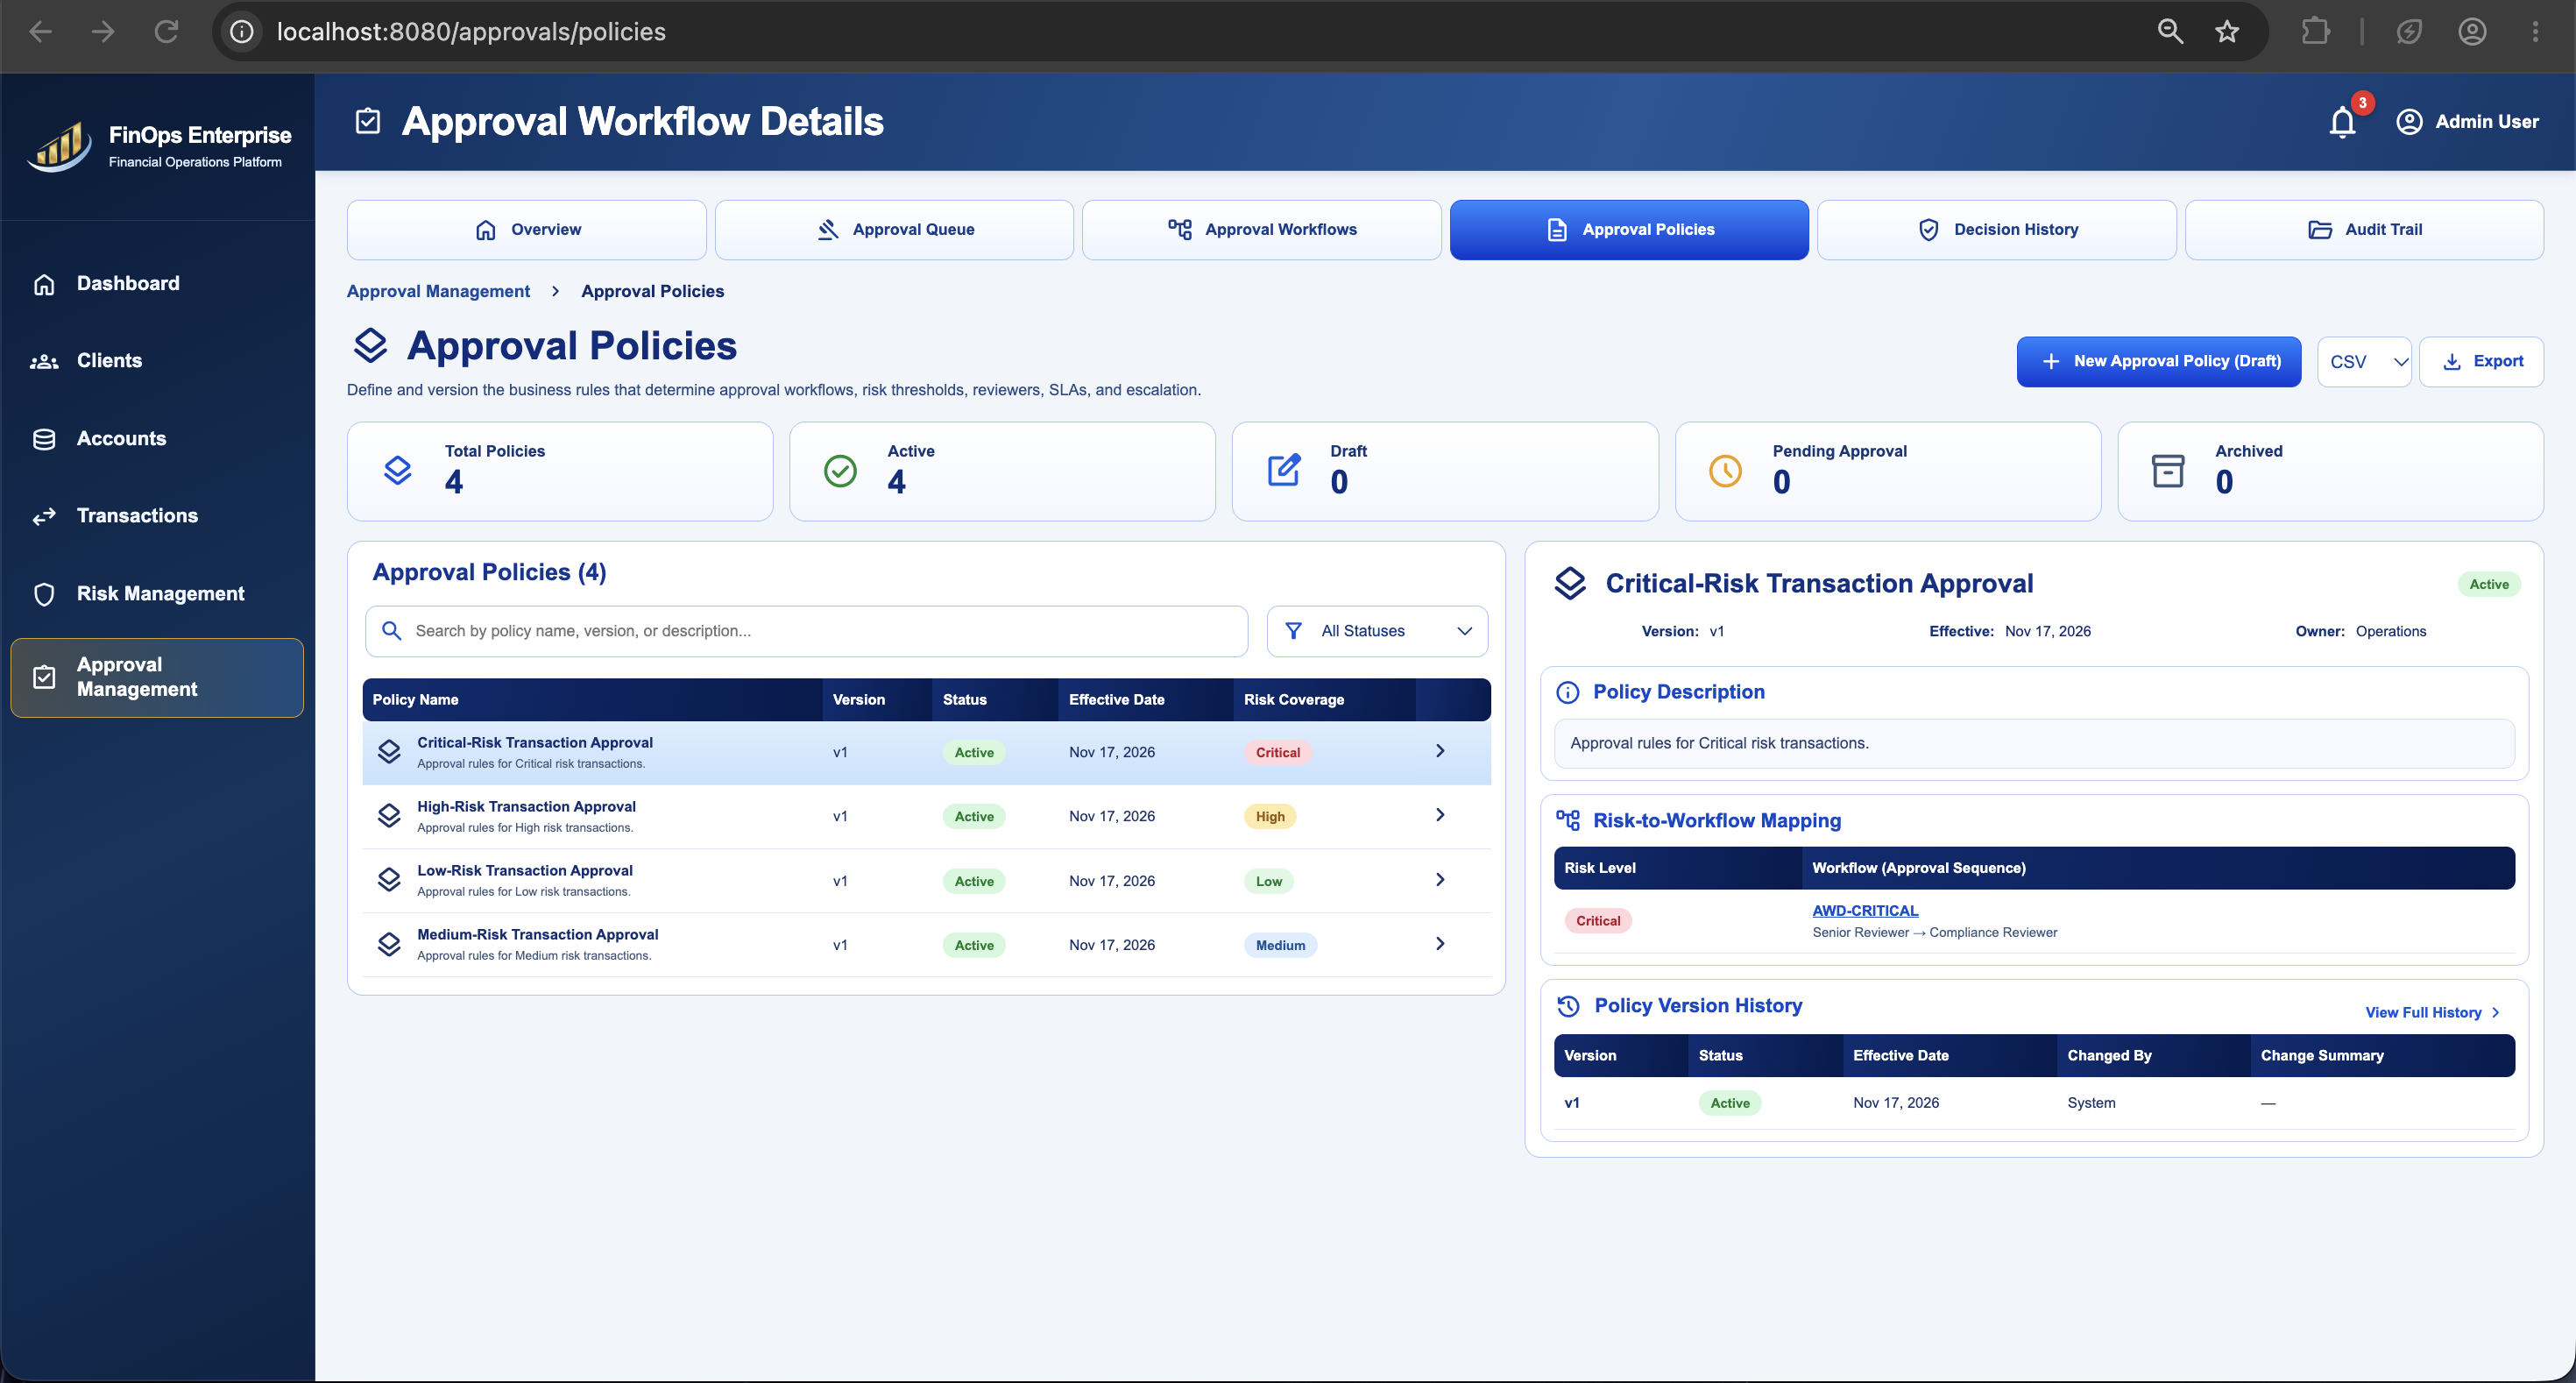 localhost:8080/approvals/policies
FinOps Enterprise
Financial Operations Platform
Dashboard
Clients
Accounts
Transactions
Risk Management
Approval
Management
Approval Workflow Details
3
Admin User
Overview
Approval Queue
Approval Workflows
Approval Policies
Decision History
Audit Trail
Approval Management > Approval Policies
Approval Policies
Define and version the business rules that determine approval workflows, risk thresholds, reviewers, SLAs, and escalation.
New Approval Policy (Draft)
CSV
Export
Total Policies
4
Active
4
Draft
0
Pending Approval
0
Archived
0
Approval Policies (4)
Search by policy name, version, or description...
All Statuses
Policy Name Version Status Effective Date Risk Coverage
Critical-Risk Transaction Approval
Approval rules for Critical risk transactions.
v1 Active Nov 17, 2026 Critical
High-Risk Transaction Approval
Approval rules for High risk transactions.
v1 Active Nov 17, 2026 High
Low-Risk Transaction Approval
Approval rules for Low risk transactions.
v1 Active Nov 17, 2026 Low
Medium-Risk Transaction Approval
Approval rules for Medium risk transactions.
v1 Active Nov 17, 2026 Medium
Critical-Risk Transaction Approval
Active
Version: v1 Effective: Nov 17, 2026 Owner: Operations
Policy Description
Approval rules for Critical risk transactions.
Risk-to-Workflow Mapping
Risk Level Workflow (Approval Sequence)
Critical
AWD-CRITICAL
Senior Reviewer → Compliance Reviewer
Policy Version History
View Full History
Version Status Effective Date Changed By Change Summary
v1 Active Nov 17, 2026 System —